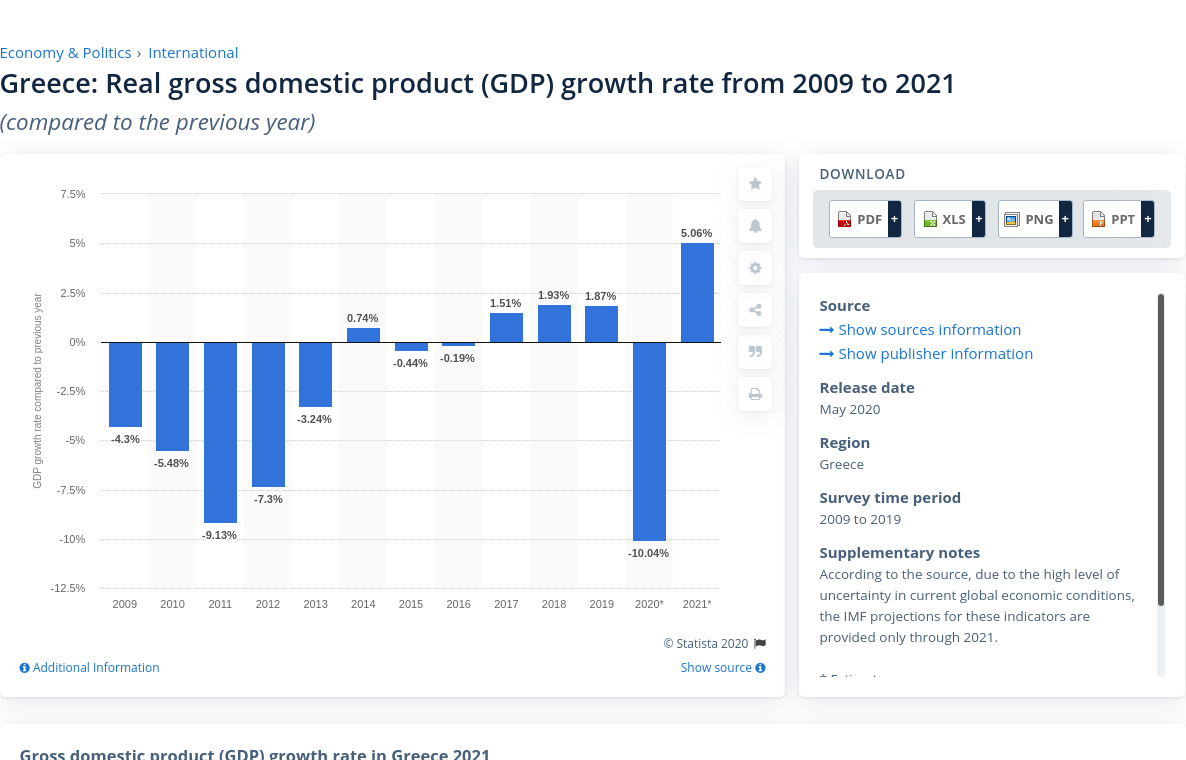 Economy & Politics › International
Greece: Real gross domestic product (GDP) growth rate from 2009 to 2021
(compared to the previous year)
GDP growth rate compared to previous year
7.5%
5%
2.5%
0%
-2.5%
-5%
-7.5%
-10%
-12.5%
-4.3%
-5.48%
-9.13%
-7.3%
-3.24%
0.74%
-0.44%
-0.19%
1.51%
1.93%
1.87%
-10.04%
5.06%
2009 2010 2011 2012 2013 2014 2015 2016 2017 2018 2019 2020* 2021*
© Statista 2020
Additional Information
Show source
DOWNLOAD
PDF + XLS + PNG + PPT +
Source
Show sources information
Show publisher information
Release date
May 2020
Region
Greece
Survey time period
2009 to 2019
Supplementary notes
According to the source, due to the high level of
uncertainty in current global economic conditions,
the IMF projections for these indicators are
provided only through 2021.
Gross domestic product (GDP) growth rate in Greece 2021